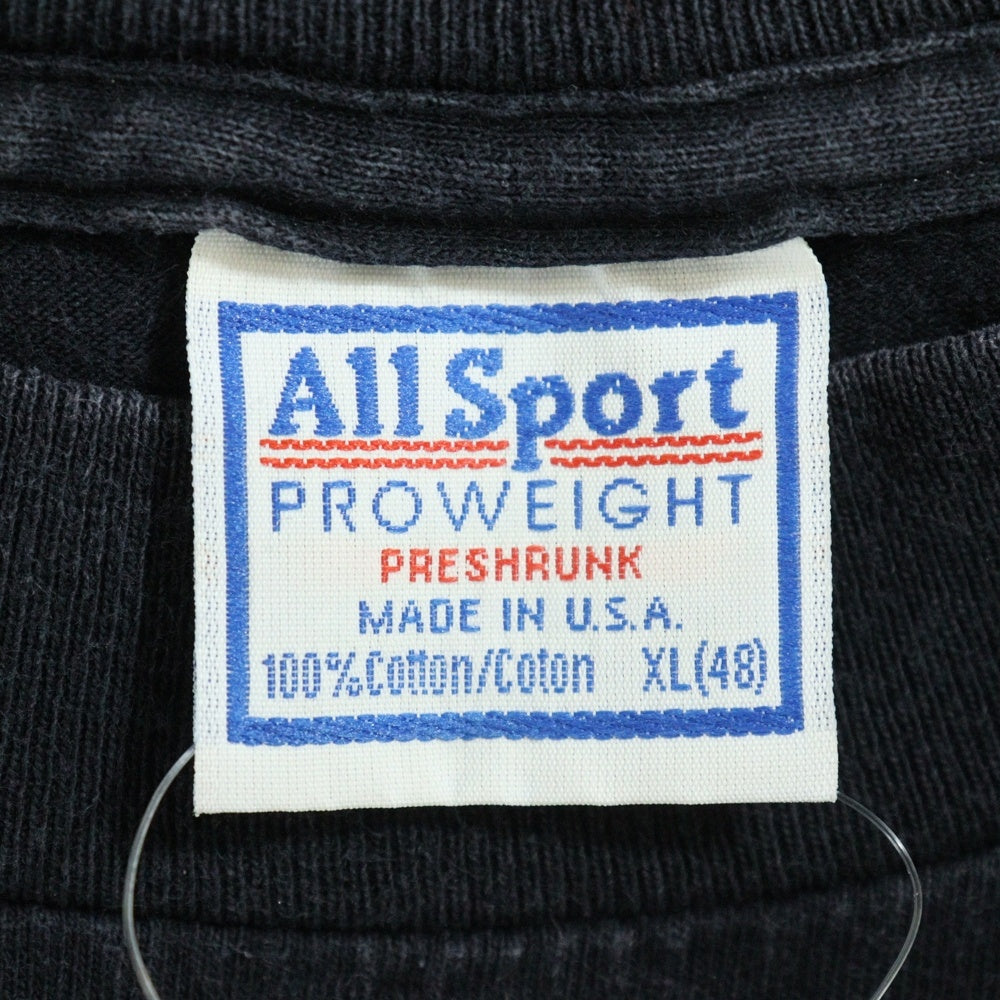 All Sport
PROWEIGHT
PRESHRUNK
MADE IN U.S.A.
100% Cotton/Coton XL(48)